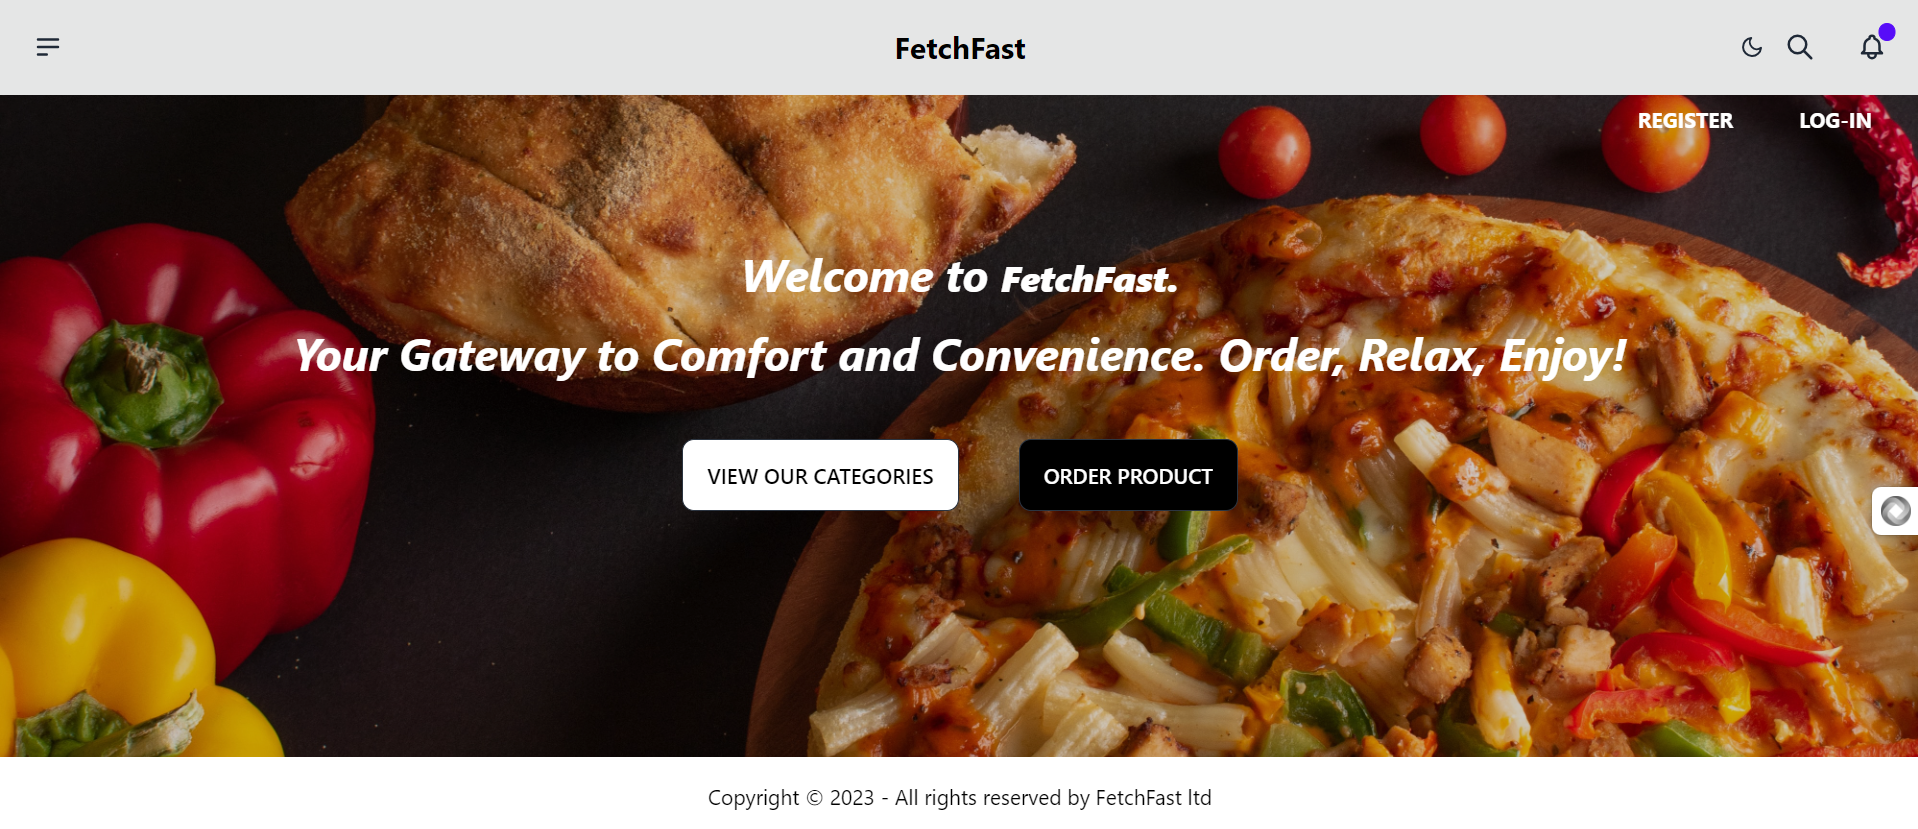 FetchFast
REGISTER LOG-IN
Welcome to FetchFast.
Your Gateway to Comfort and Convenience. Order, Relax, Enjoy!
VIEW OUR CATEGORIES ORDER PRODUCT
Copyright © 2023 - All rights reserved by FetchFast ltd